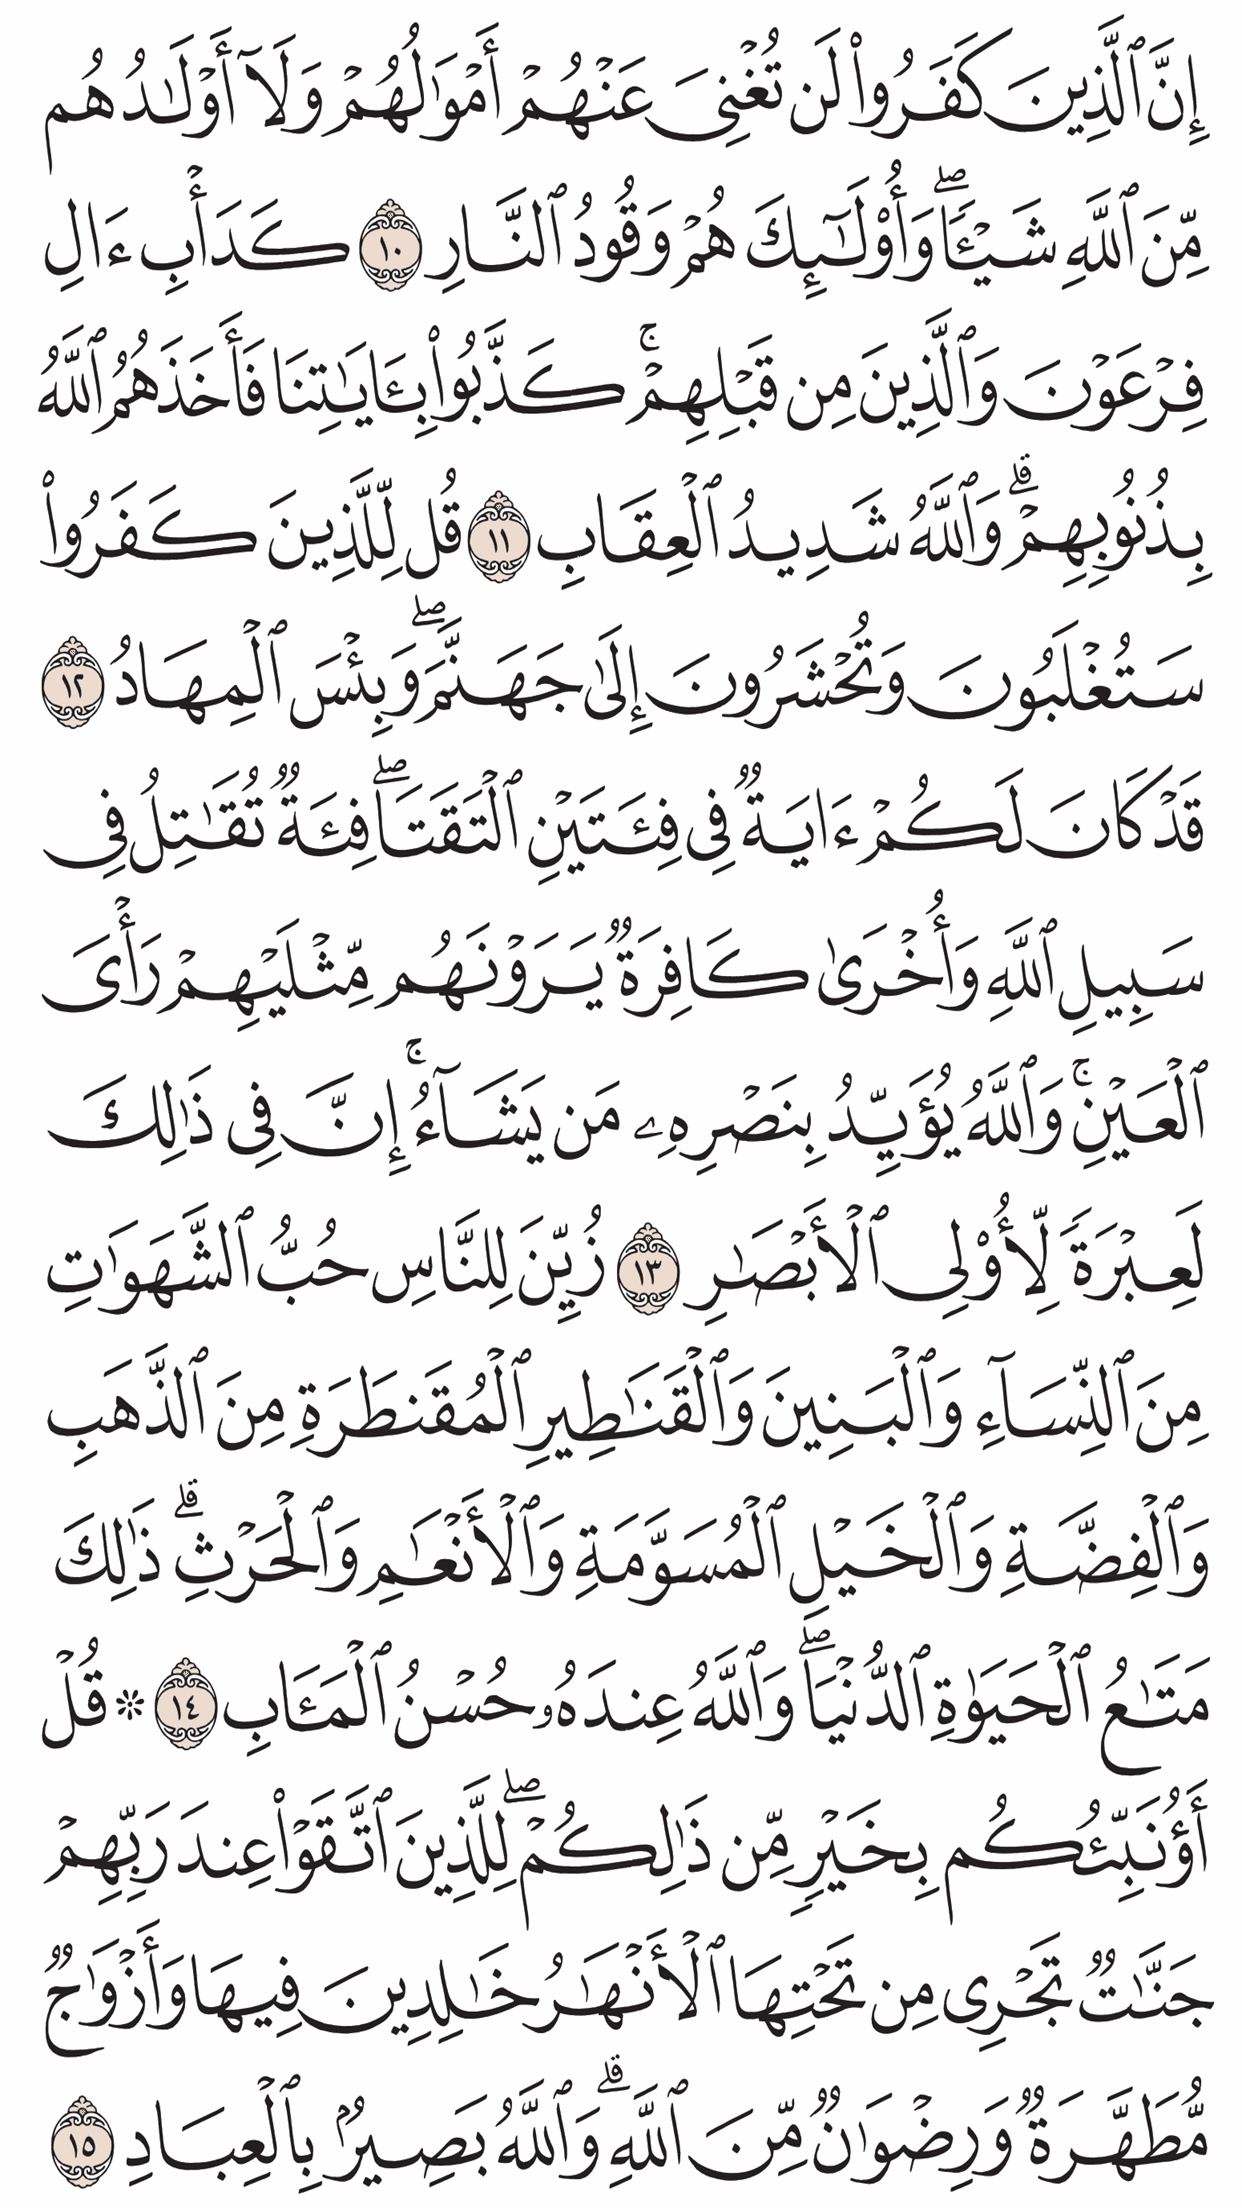 إِنَّ ٱلَّذِينَ كَفَرُوا۟ لَن تُغْنِىَ عَنْهُمْ أَمْوَٰلُهُمْ وَلَآ أَوْلَـٰدُهُم
مِّنَ ٱللَّهِ شَيْـًٔا ۖ وَأُو۟لَـٰٓئِكَ هُمْ وَقُودُ ٱلنَّارِ ١٠ كَدَأْبِ ءَالِ
فِرْعَوْنَ وَٱلَّذِينَ مِن قَبْلِهِمْ ۚ كَذَّبُوا۟ بِـَٔايَـٰتِنَا فَأَخَذَهُمُ ٱللَّهُ
بِذُنُوبِهِمْ ۗ وَٱللَّهُ شَدِيدُ ٱلْعِقَابِ ١١ قُل لِّلَّذِينَ كَفَرُوا۟
سَتُغْلَبُونَ وَتُحْشَرُونَ إِلَىٰ جَهَنَّمَ ۖ وَبِئْسَ ٱلْمِهَادُ ١٢
قَدْ كَانَ لَكُمْ ءَايَةٌ فِى فِئَتَيْنِ ٱلْتَقَتَا ۖ فِئَةٌ تُقَـٰتِلُ فِى
سَبِيلِ ٱللَّهِ وَأُخْرَىٰ كَافِرَةٌ يَرَوْنَهُم مِّثْلَيْهِمْ رَأْىَ
ٱلْعَيْنِ ۚ وَٱللَّهُ يُؤَيِّدُ بِنَصْرِهِۦ مَن يَشَآءُ ۚ إِنَّ فِى ذَٰلِكَ
لَعِبْرَةً لِّأُو۟لِى ٱلْأَبْصَـٰرِ ١٣ زُيِّنَ لِلنَّاسِ حُبُّ ٱلشَّهَوَٰتِ
مِنَ ٱلنِّسَآءِ وَٱلْبَنِينَ وَٱلْقَنَـٰطِيرِ ٱلْمُقَنطَرَةِ مِنَ ٱلذَّهَبِ
وَٱلْفِضَّةِ وَٱلْخَيْلِ ٱلْمُسَوَّمَةِ وَٱلْأَنْعَـٰمِ وَٱلْحَرْثِ ۗ ذَٰلِكَ
مَتَـٰعُ ٱلْحَيَوٰةِ ٱلدُّنْيَا ۖ وَٱللَّهُ عِندَهُۥ حُسْنُ ٱلْمَـَٔابِ ١٤ ۞ قُلْ
أَؤُنَبِّئُكُم بِخَيْرٍ مِّن ذَٰلِكُمْ ۖ لِلَّذِينَ ٱتَّقَوْا۟ عِندَ رَبِّهِمْ
جَنَّـٰتٌ تَجْرِى مِن تَحْتِهَا ٱلْأَنْهَـٰرُ خَـٰلِدِينَ فِيهَا وَأَزْوَٰجٌ
مُّطَهَّرَةٌ وَرِضْوَٰنٌ مِّنَ ٱللَّهِ ۗ وَٱللَّهُ بَصِيرٌۢ بِٱلْعِبَادِ ١٥